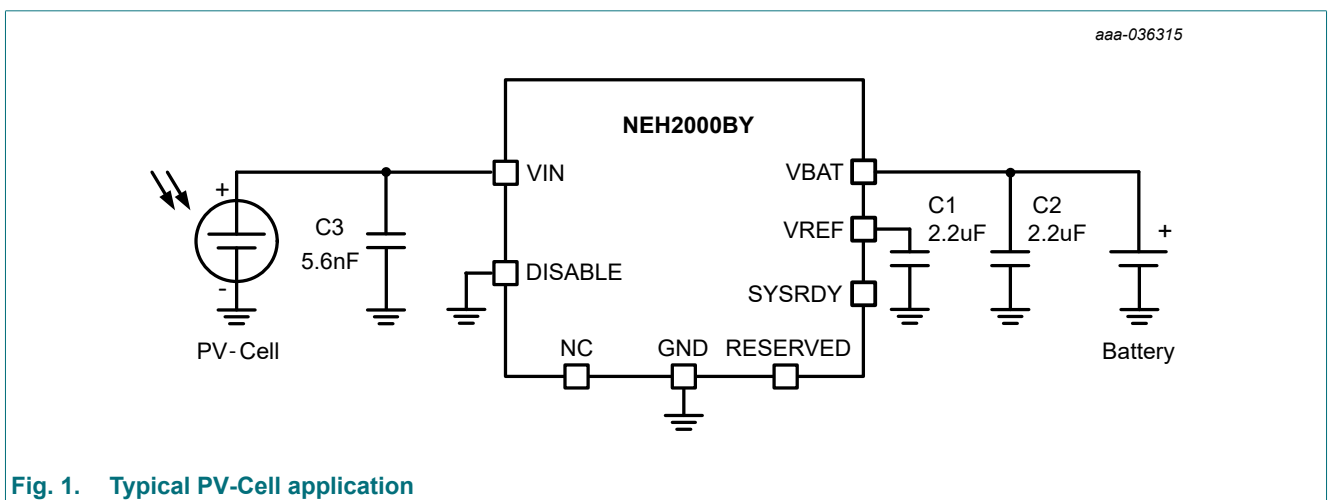 aaa-036315
NEH2000BY
VIN
VBAT
+
C3
5.6nF
C1
2.2uF
C2
2.2uF
+
VREF
DISABLE
SYSRDY
-
PV-Cell
NC
GND
RESERVED
Battery
Fig. 1. Typical PV-Cell application